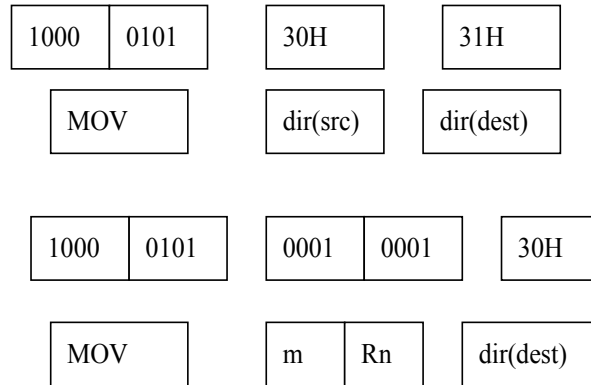 1000 0101 30H 31H
MOV dir(src) dir(dest)
1000 0101 0001 0001 30H
MOV m Rn dir(dest)